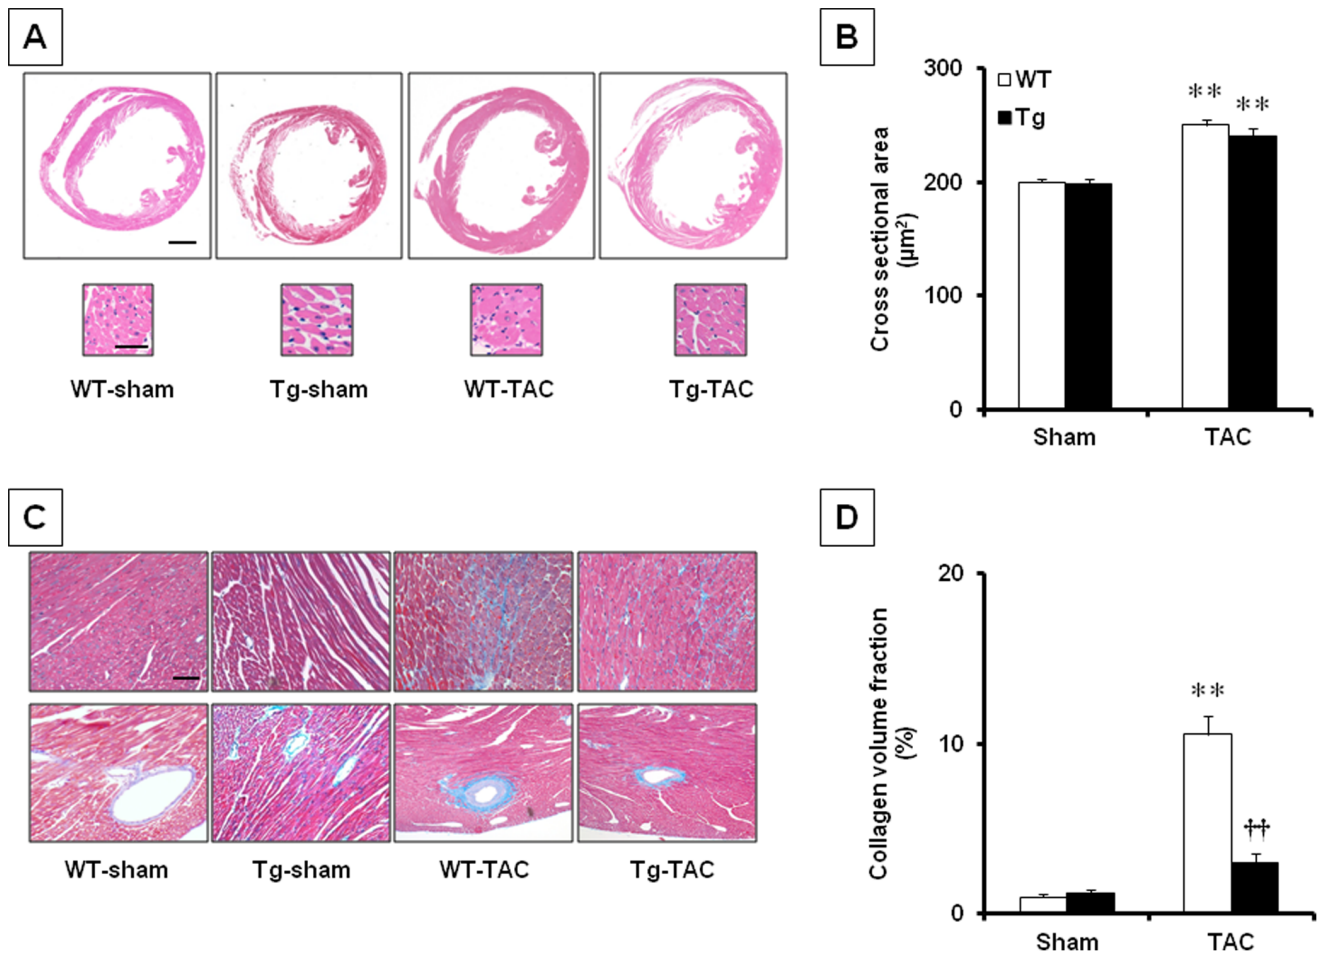 A
WT-sham
Tg-sham
WT-TAC
Tg-TAC
B
Cross sectional area
(µm²)
300
200
100
0
WT
Tg
**
**
Sham
TAC
C
WT-sham
Tg-sham
WT-TAC
Tg-TAC
D
Collagen volume fraction
(%)
20
10
0
**
††
Sham
TAC